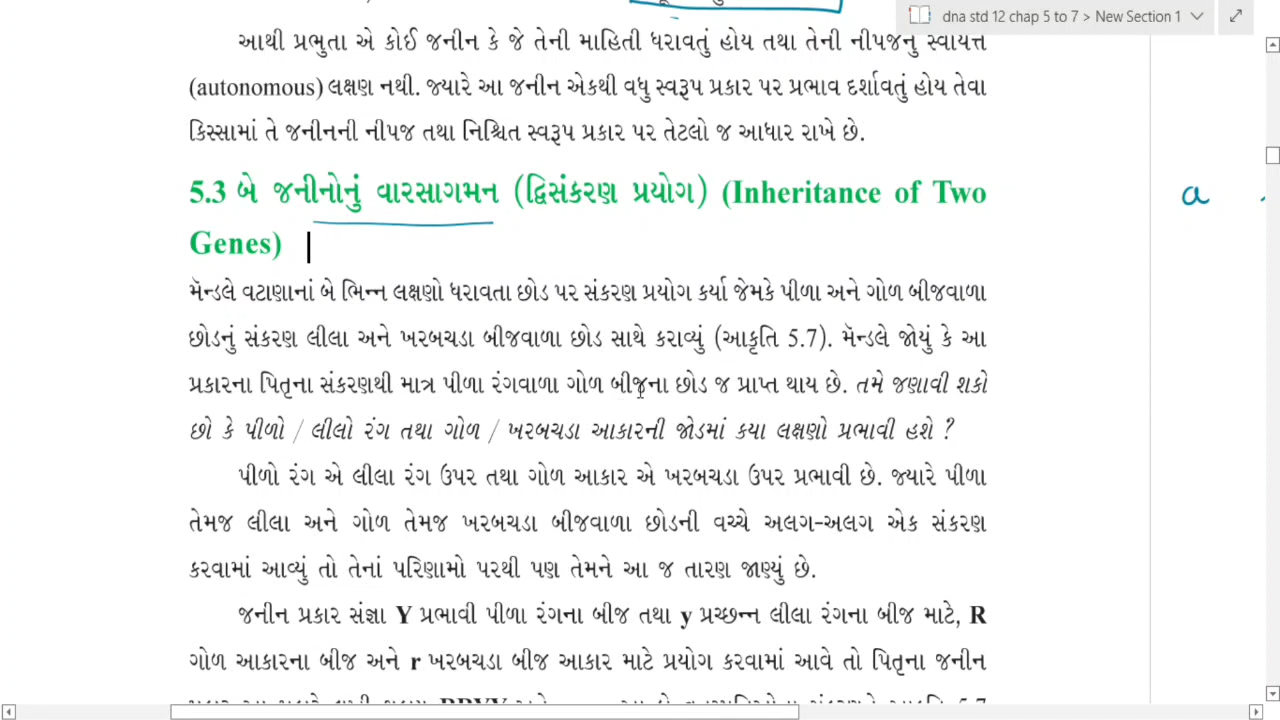 dna std 12 chap 5 to 7 > New Section 1
આથી પ્રભુતા એ કોઈ જનીન કે જે તેની માહિતી ધરાવતું હોય તથા તેની નીપજનું સ્વાયત્ત
(autonomous) લક્ષણ નથી. જ્યારે આ જનીન એકથી વધુ સ્વરૂપ પ્રકાર પર પ્રભાવ દર્શાવતું હોય તેવા
કિસ્સામાં તે જનીનની નીપજ તથા નિશ્ચિત સ્વરૂપ પ્રકાર પર તેટલો જ આધાર રાખે છે.
5.3 બે જનીનોનું વારસાગમન (દ્વિસંકરણ પ્રયોગ) (Inheritance of Two
a
Genes)
મૅન્ડલે વટાણાનાં બે ભિન્ન લક્ષણો ધરાવતા છોડ પર સંકરણ પ્રયોગ કર્યા જેમકે પીળા અને ગોળ બીજવાળા
છોડનું સંકરણ લીલા અને ખરબચડા બીજવાળા છોડ સાથે કરાવ્યું (આકૃતિ 5.7). મૅન્ડલે જોયું કે આ
પ્રકારના પિતૃના સંકરણથી માત્ર પીળા રંગવાળા ગોળ બીજના છોડ જ પ્રાપ્ત થાય છે. તમે જણાવી શકો
છો કે પીળો / લીલો રંગ તથા ગોળ / ખરબચડા આકારની જોડમાં કયા લક્ષણો પ્રભાવી હશે ?
પીળો રંગ એ લીલા રંગ ઉપર તથા ગોળ આકાર એ ખરબચડા ઉપર પ્રભાવી છે. જ્યારે પીળા
તેમજ લીલા અને ગોળ તેમજ ખરબચડા બીજવાળા છોડની વચ્ચે અલગ-અલગ એક સંકરણ
કરવામાં આવ્યું તો તેનાં પરિણામો પરથી પણ તેમને આ જ તારણ જાણ્યું છે.
જનીન પ્રકાર સંજ્ઞા Y પ્રભાવી પીળા રંગના બીજ તથા y પ્રચ્છન્ન લીલા રંગના બીજ માટે, R
ગોળ આકારના બીજ અને r ખરબચડા બીજ આકાર માટે પ્રયોગ કરવામાં આવે તો પિતૃના જનીન